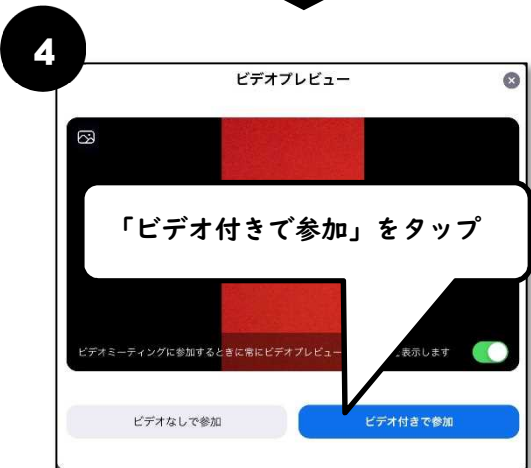 4
ビデオプレビュー
「ビデオ付きで参加」をタップ
ビデオミーティングに参加するときに常にビデオプレビュー
表示します
ビデオなしで参加
ビデオ付きで参加